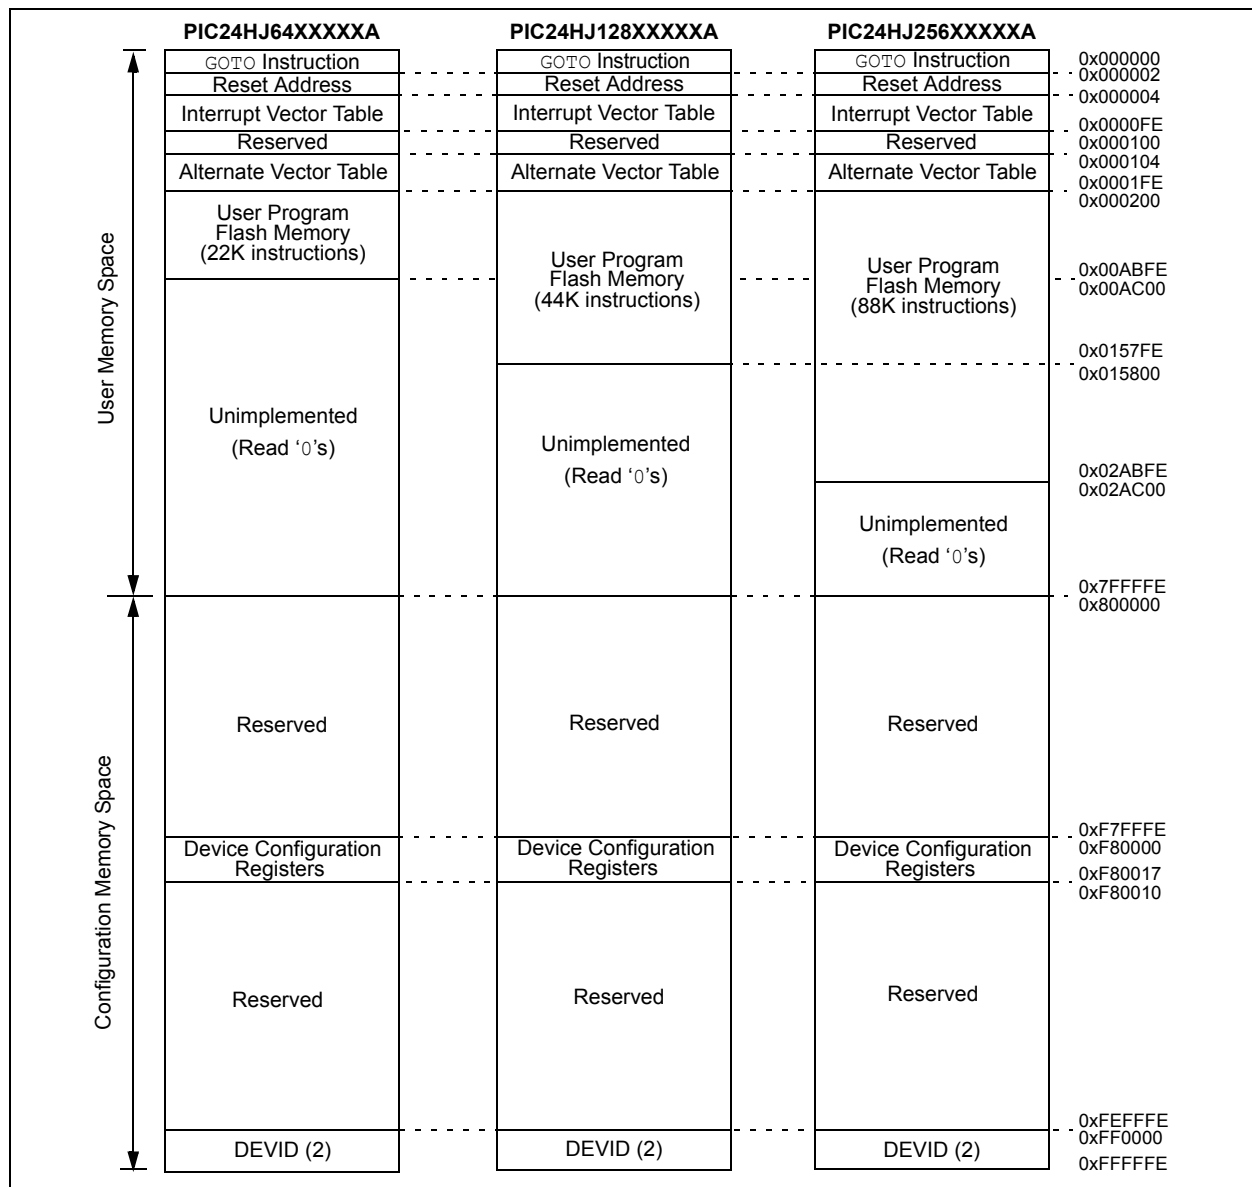 PIC24HJ64XXXXXA
GOTO Instruction
Reset Address
Interrupt Vector Table
Reserved
Alternate Vector Table
User Program
Flash Memory
(22K instructions)
Unimplemented
(Read ‘0’s)
Reserved
Device Configuration
Registers
Reserved
DEVID (2)
PIC24HJ128XXXXXA
GOTO Instruction
Reset Address
Interrupt Vector Table
Reserved
Alternate Vector Table
User Program
Flash Memory
(44K instructions)
Unimplemented
(Read ‘0’s)
Reserved
Device Configuration
Registers
Reserved
DEVID (2)
PIC24HJ256XXXXXA
GOTO Instruction
Reset Address
Interrupt Vector Table
Reserved
Alternate Vector Table
User Program
Flash Memory
(88K instructions)
Unimplemented
(Read ‘0’s)
Reserved
Device Configuration
Registers
Reserved
DEVID (2)
0x000000
0x000002
0x000004
0x0000FE
0x000100
0x000104
0x0001FE
0x000200
0x00ABFE
0x00AC00
0x0157FE
0x015800
0x02ABFE
0x02AC00
0x7FFFFE
0x800000
0xF7FFFE
0xF80000
0xF80017
0xF80010
0xFEFFFE
0xFF0000
0xFFFFFE
User Memory Space
Configuration Memory Space